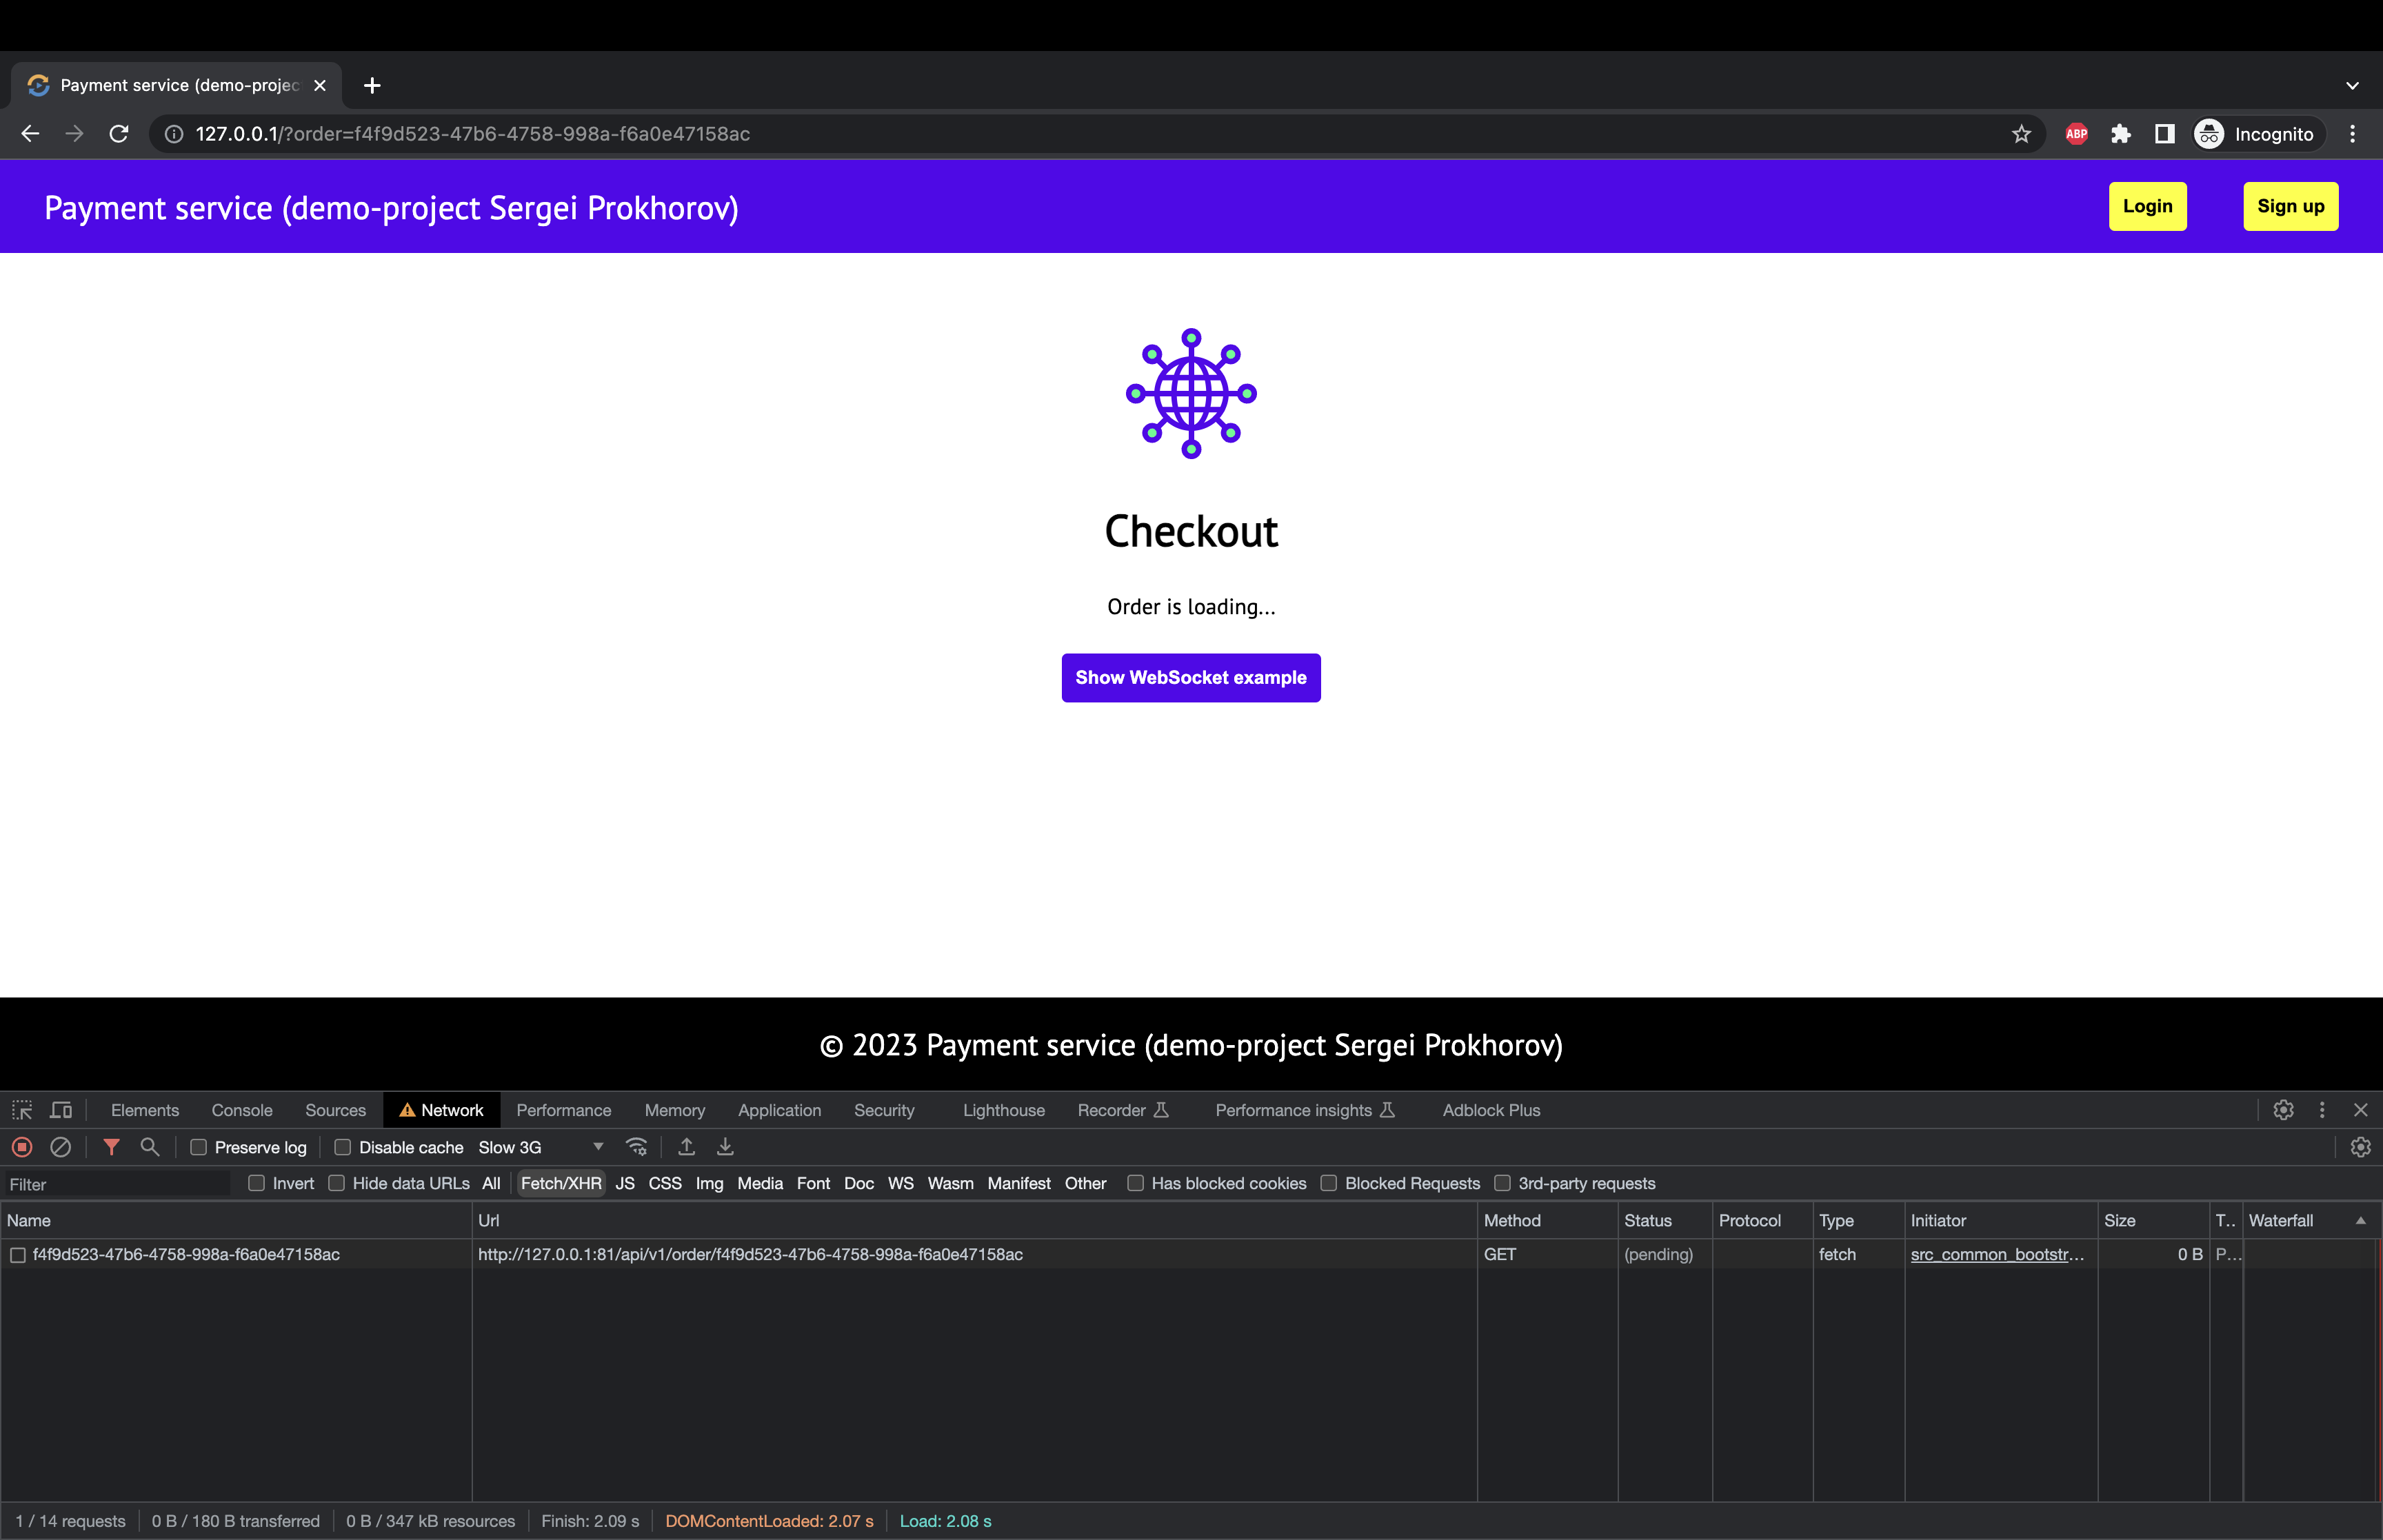 Payment service (demo-projec
127.0.0.1/?order=f4f9d523-47b6-4758-998a-f6a0e47158ac
ABP
Incognito
Payment service (demo-project Sergei Prokhorov)
Login
Sign up
Checkout
Order is loading...
Show WebSocket example
© 2023 Payment service (demo-project Sergei Prokhorov)
Elements Console Sources Network Performance Memory Application Security Lighthouse Recorder Performance insights Adblock Plus
Preserve log Disable cache Slow 3G
Filter Invert Hide data URLs All Fetch/XHR JS CSS Img Media Font Doc WS Wasm Manifest Other Has blocked cookies Blocked Requests 3rd-party requests
Name Url Method Status Protocol Type Initiator Size T.. Waterfall
f4f9d523-47b6-4758-998a-f6a0e47158ac http://127.0.0.1:81/api/v1/order/f4f9d523-47b6-4758-998a-f6a0e47158ac GET (pending) fetch src_common_bootstr... 0 B P...
1 / 14 requests 0 B / 180 B transferred 0 B / 347 kB resources Finish: 2.09 s DOMContentLoaded: 2.07 s Load: 2.08 s